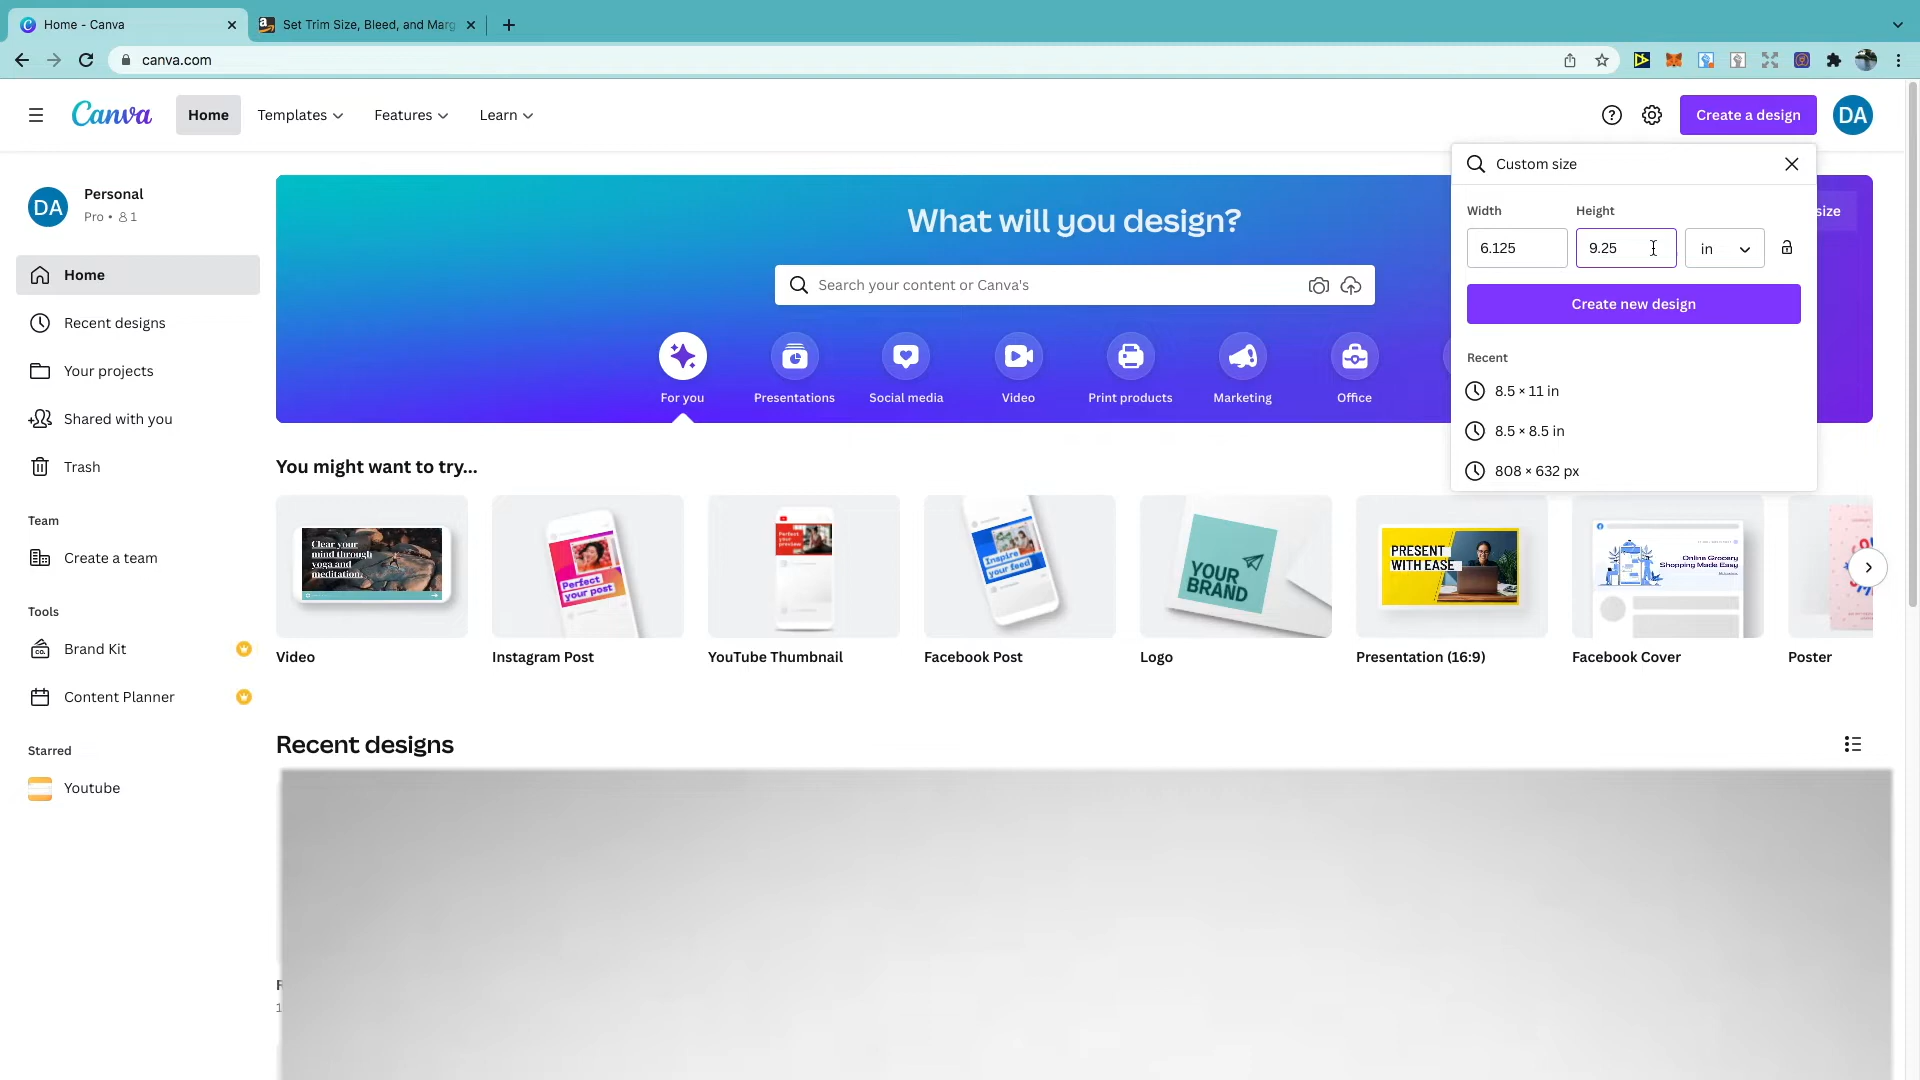 Home - Canva
Set Trim Size, Bleed, and Marg
canva.com
Canva
Home
Templates
Features
Learn
Create a design
DA
Personal
Pro • 1
DA
Home
Recent designs
Your projects
Shared with you
Trash
Team
Create a team
Tools
Brand Kit
Content Planner
Starred
Youtube
What will you design?
Search your content or Canva's
For you
Presentations
Social media
Video
Print products
Marketing
Office
Custom size
size
Width
Height
6.125
9.25
in
Create new design
Recent
8.5 × 11 in
8.5 × 8.5 in
808 × 632 px
You might want to try...
Clear your
mind through
yoga and
meditation.
Perfect
your post
Inspire
your feed
YOUR
BRAND
PRESENT
WITH EASE
Online Grocery
Shopping Made Easy
Video
Instagram Post
YouTube Thumbnail
Facebook Post
Logo
Presentation (16:9)
Facebook Cover
Poster
Recent designs